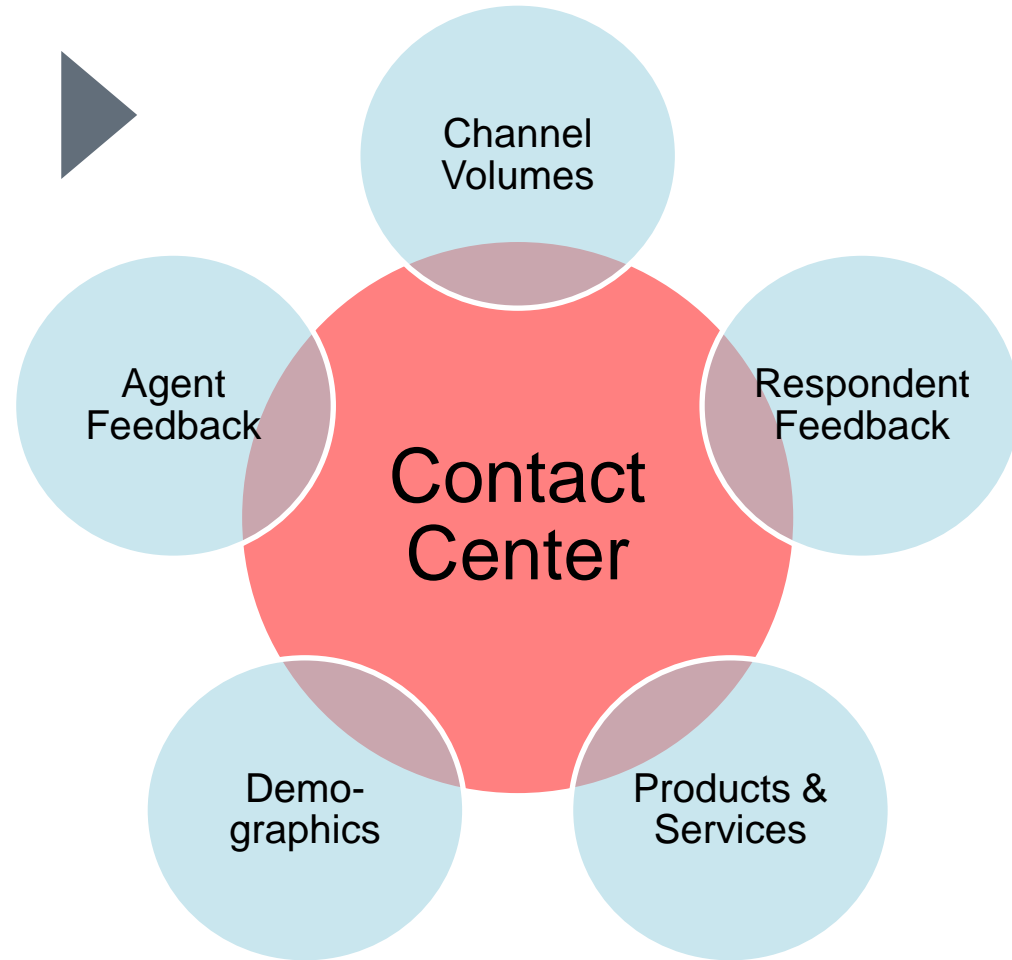 Channel
Volumes
Agent
Feedback
Respondent
Feedback
Contact
Center
Demo-
graphics
Products &
Services